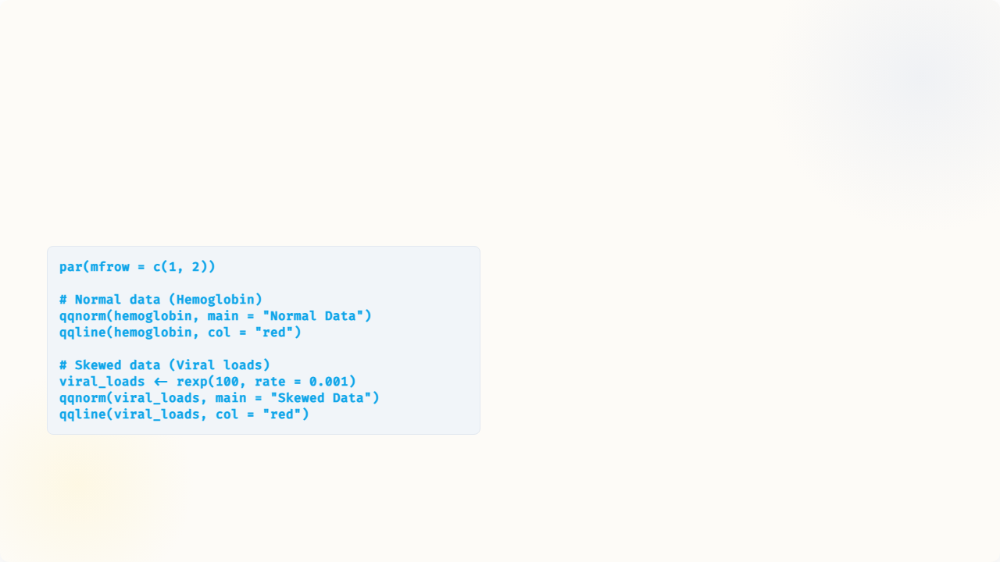 par(mfrow = c(1, 2))

# Normal data (Hemoglobin)
qqnorm(hemoglobin, main = "Normal Data")
qqline(hemoglobin, col = "red")

# Skewed data (Viral loads)
viral_loads <- rexp(100, rate = 0.001)
qqnorm(viral_loads, main = "Skewed Data")
qqline(viral_loads, col = "red")